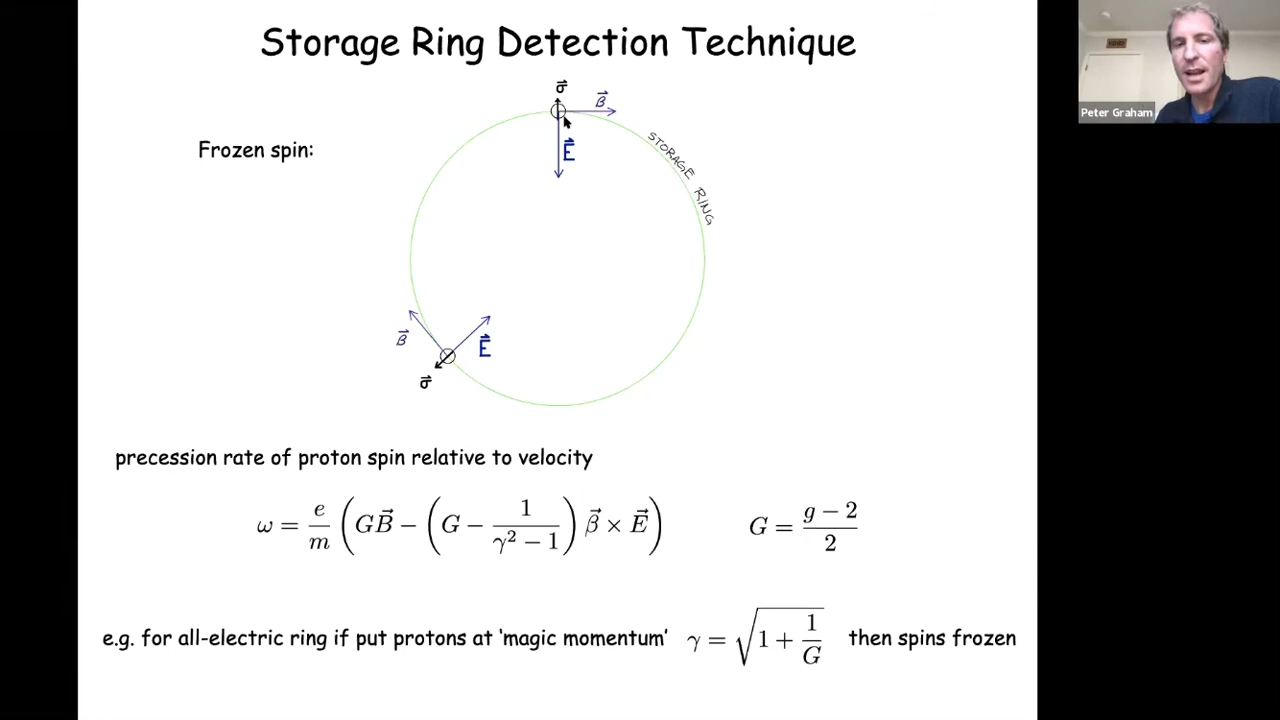 Storage Ring Detection Technique
Frozen spin:
σ⃗
β⃗
E⃗
STORAGE RING
β⃗
E⃗
σ⃗
precession rate of proton spin relative to velocity
ω = e/m (GB⃗ − (G − 1/(γ² − 1)) β⃗ × E⃗)
G = (g − 2)/2
e.g. for all-electric ring if put protons at 'magic momentum' γ = √(1 + 1/G) then spins frozen
Peter Graham